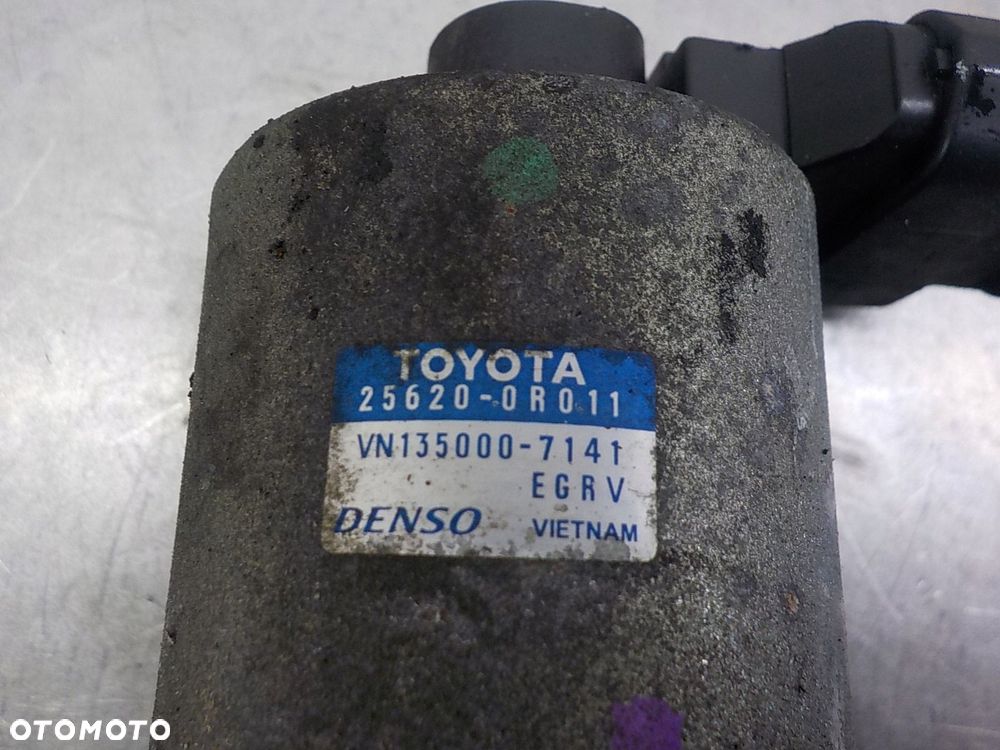 TOYOTA
25620-0R011
VN135000-7141
EGRV
DENSO VIETNAM
OTOMOTO